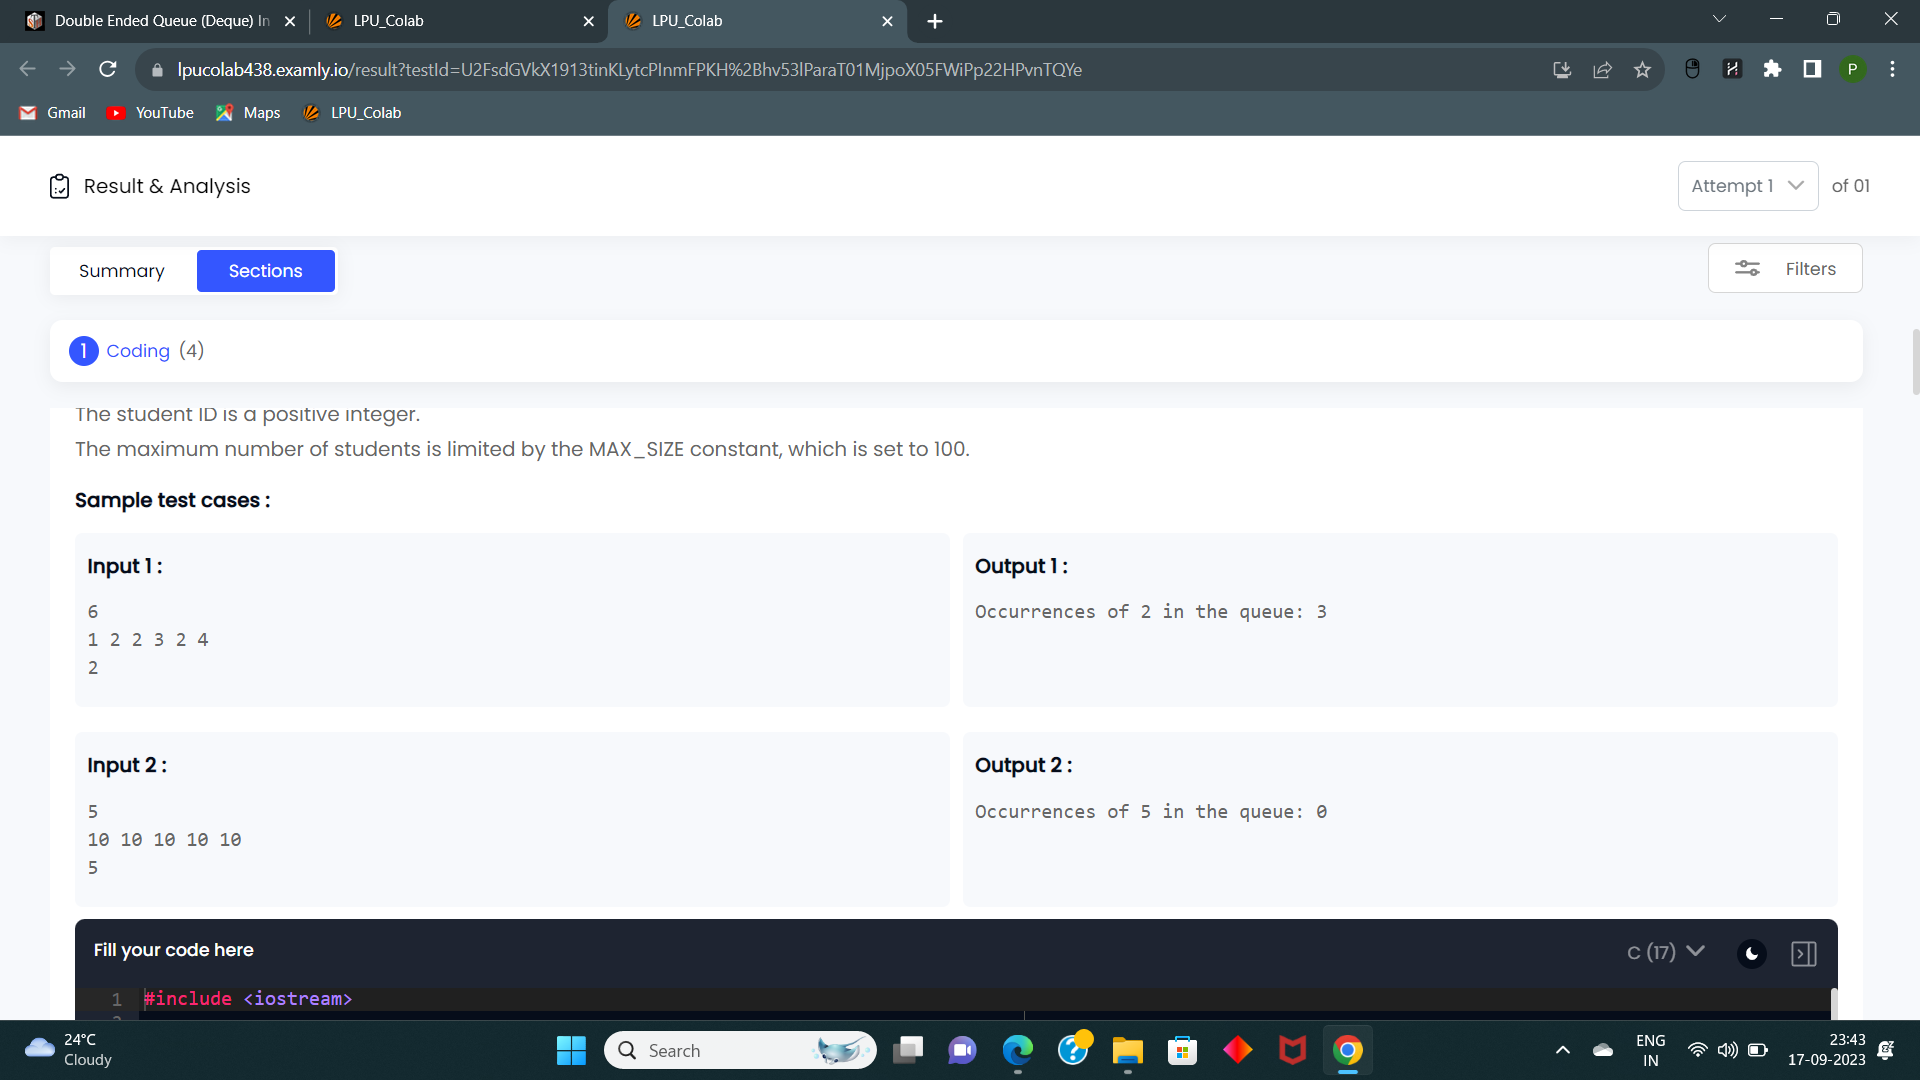 Double Ended Queue (Deque) In
LPU_Colab
LPU_Colab
lpucolab438.examly.io/result?testId=U2FsdGVkX1913tinKLytcPInmFPKH%2Bhv53lParaT01MjpoX05FWiPp22HPvnTQYe
P
Gmail
YouTube
Maps
LPU_Colab
Result & Analysis
Attempt 1
of 01
Summary
Sections
Filters
1 Coding (4)
The student ID is a positive integer.
The maximum number of students is limited by the MAX_SIZE constant, which is set to 100.
Sample test cases :
Input 1 :
6
1 2 2 3 2 4
2
Output 1 :
Occurrences of 2 in the queue: 3
Input 2 :
5
10 10 10 10 10
5
Output 2 :
Occurrences of 5 in the queue: 0
Fill your code here
C (17)
1 #include <iostream>
24°C
Cloudy
Search
ENG
IN
23:43
17-09-2023